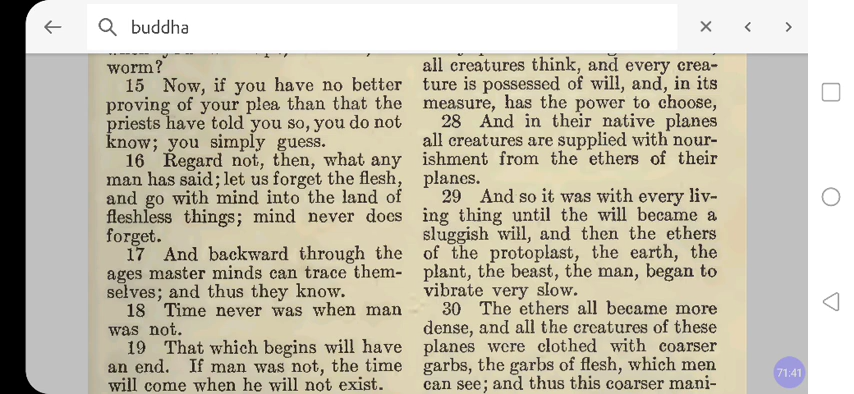 buddha
worm?
15 Now, if you have no better
proving of your plea than that the
priests have told you so, you do not
know; you simply guess.
16 Regard not, then, what any
man has said; let us forget the flesh,
and go with mind into the land of
fleshless things; mind never does
forget.
17 And backward through the
ages master minds can trace them-
selves; and thus they know.
18 Time never was when man
was not.
19 That which begins will have
an end. If man was not, the time
will come when he will not exist.
all creatures think, and every crea-
ture is possessed of will, and, in its
measure, has the power to choose,
28 And in their native planes
all creatures are supplied with nour-
ishment from the ethers of their
planes.
29 And so it was with every liv-
ing thing until the will became a
sluggish will, and then the ethers
of the protoplast, the earth, the
plant, the beast, the man, began to
vibrate very slow.
30 The ethers all became more
dense, and all the creatures of these
planes were clothed with coarser
garbs, the garbs of flesh, which men
can see; and thus this coarser mani-
71:41